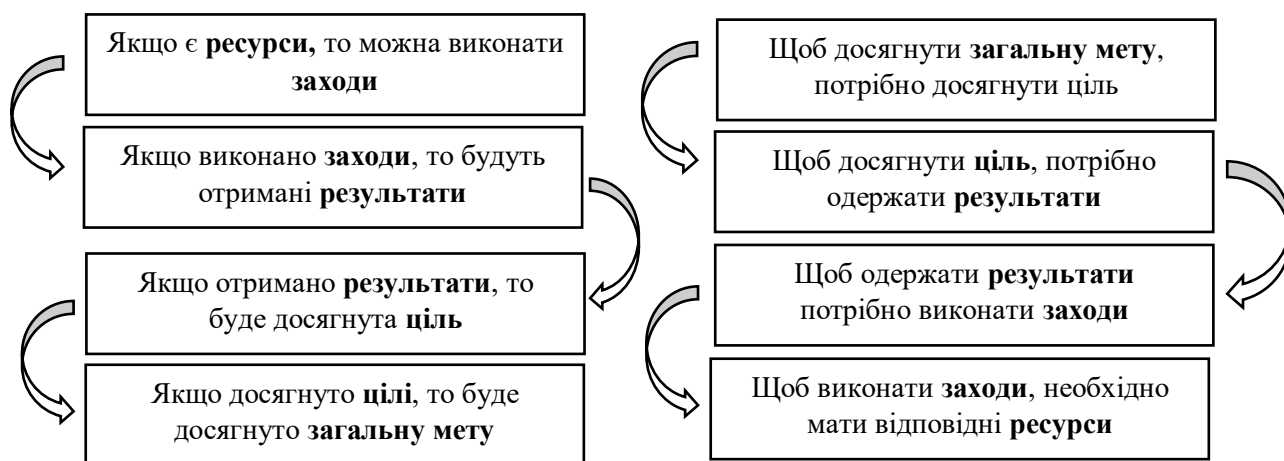 Якщо є ресурси, то можна виконати
заходи
Якщо виконано заходи, то будуть
отримані результати
Якщо отримано результати, то
буде досягнута ціль
Якщо досягнуто цілі, то буде
досягнуто загальну мету
Щоб досягнути загальну мету,
потрібно досягнути ціль
Щоб досягнути ціль, потрібно
одержати результати
Щоб одержати результати
потрібно виконати заходи
Щоб виконати заходи, необхідно
мати відповідні ресурси